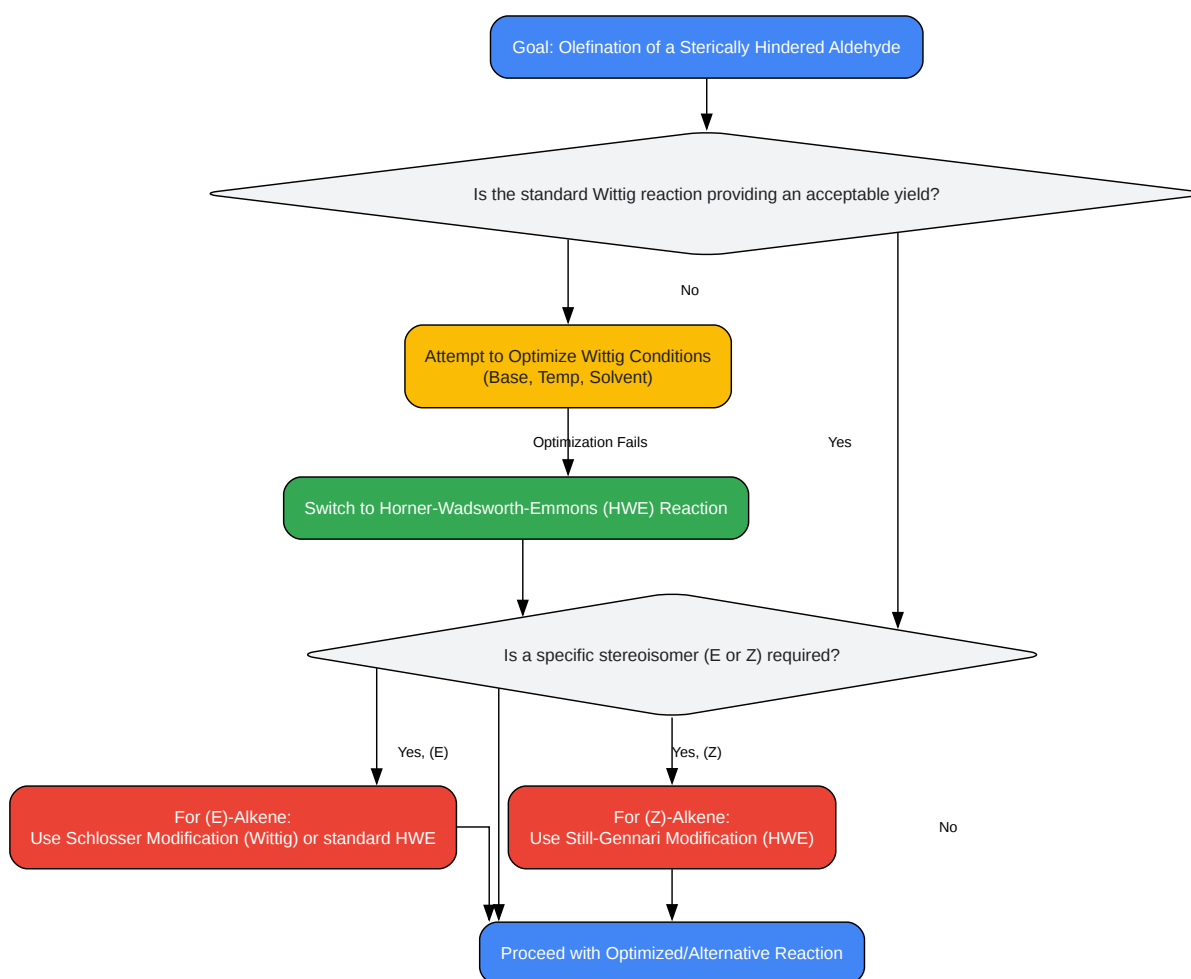 Goal: Olefination of a Sterically Hindered Aldehyde
Is the standard Wittig reaction providing an acceptable yield?
No
Attempt to Optimize Wittig Conditions
(Base, Temp, Solvent)
Optimization Fails
Yes
Switch to Horner-Wadsworth-Emmons (HWE) Reaction
Is a specific stereoisomer (E or Z) required?
Yes, (E)
Yes, (Z)
For (E)-Alkene:
Use Schlosser Modification (Wittig) or standard HWE
For (Z)-Alkene:
Use Still-Gennari Modification (HWE)
No
Proceed with Optimized/Alternative Reaction